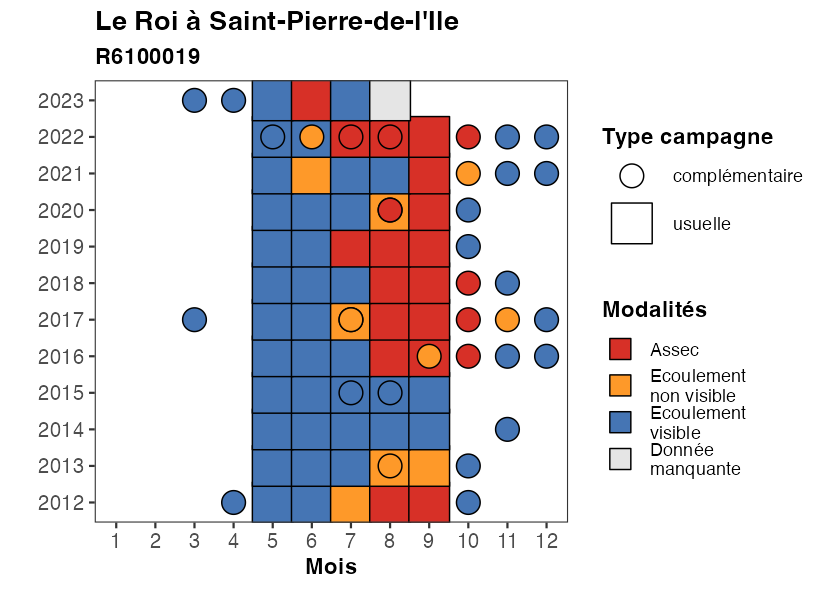 Le Roi à Saint-Pierre-de-l'Ile
R6100019
2023
2022
2021
2020
2019
2018
2017
2016
2015
2014
2013
2012
1 2 3 4 5 6 7 8 9 10 11 12
Mois
Type campagne
complémentaire
usuelle
Modalités
Assec
Ecoulement
non visible
Ecoulement
visible
Donnée
manquante